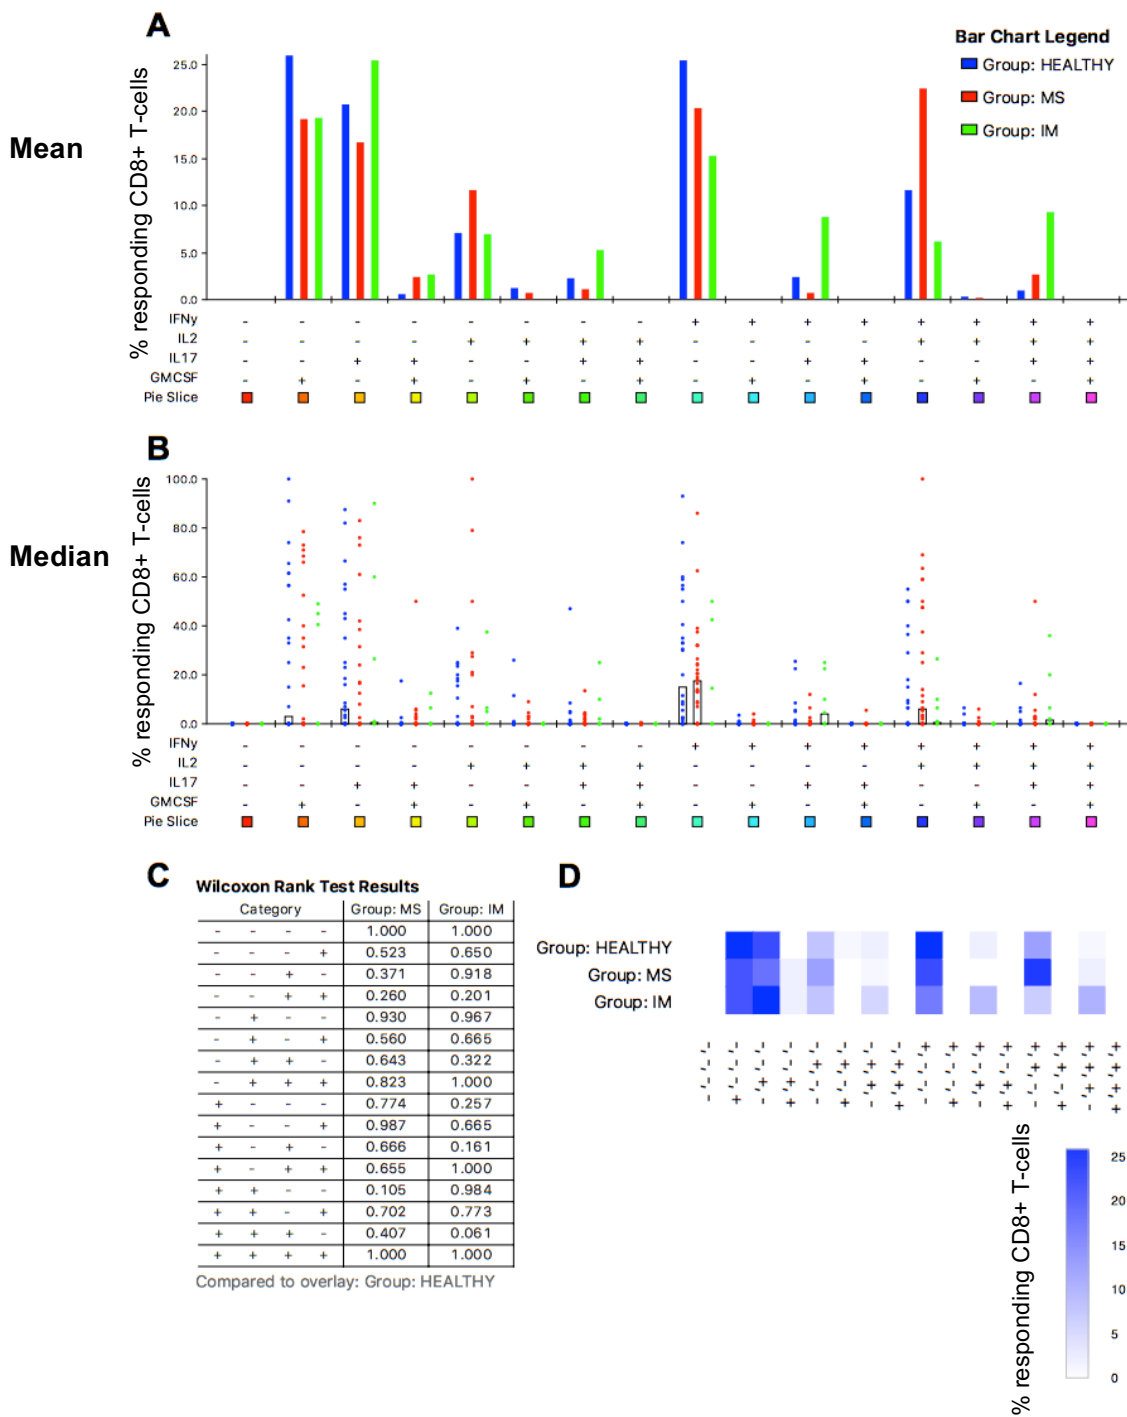 A
Bar Chart Legend
Group: HEALTHY
Group: MS
Group: IM
Mean
% responding CD8+ T-cells
25.0
20.0
15.0
10.0
5.0
0.0
IFNy - - - - - - - - + + + + + + + +
IL2 - - - - + + + + - - - - + + + +
IL17 - - + + - - + + - - + + - - + +
GMCSF - + - + - + - + - + - + - + - +
Pie Slice
B
Median
% responding CD8+ T-cells
100.0
80.0
60.0
40.0
20.0
0.0
IFNy - - - - - - - - + + + + + + + +
IL2 - - - - + + + + - - - - + + + +
IL17 - - + + - - + + - - + + - - + +
GMCSF - + - + - + - + - + - + - + - +
Pie Slice
C
Wilcoxon Rank Test Results
Category Group: MS Group: IM
- - - - 1.000 1.000
- - - + 0.523 0.650
- - + - 0.371 0.918
- - + + 0.260 0.201
- + - - 0.930 0.967
- + - + 0.560 0.665
- + + - 0.643 0.322
- + + + 0.823 1.000
+ - - - 0.774 0.257
+ - - + 0.987 0.665
+ - + - 0.666 0.161
+ - + + 0.655 1.000
+ + - - 0.105 0.984
+ + - + 0.702 0.773
+ + + - 0.407 0.061
+ + + + 1.000 1.000
Compared to overlay: Group: HEALTHY
D
Group: HEALTHY
Group: MS
Group: IM
-,-,-,- -,-,-,+ -,-,+,- -,-,+,+ -,+,-,- -,+,-,+ -,+,+,- -,+,+,+ +,-,-,- +,-,-,+ +,-,+,- +,-,+,+ +,+,-,- +,+,-,+ +,+,+,- +,+,+,+
% responding CD8+ T-cells
25
20
15
10
5
0